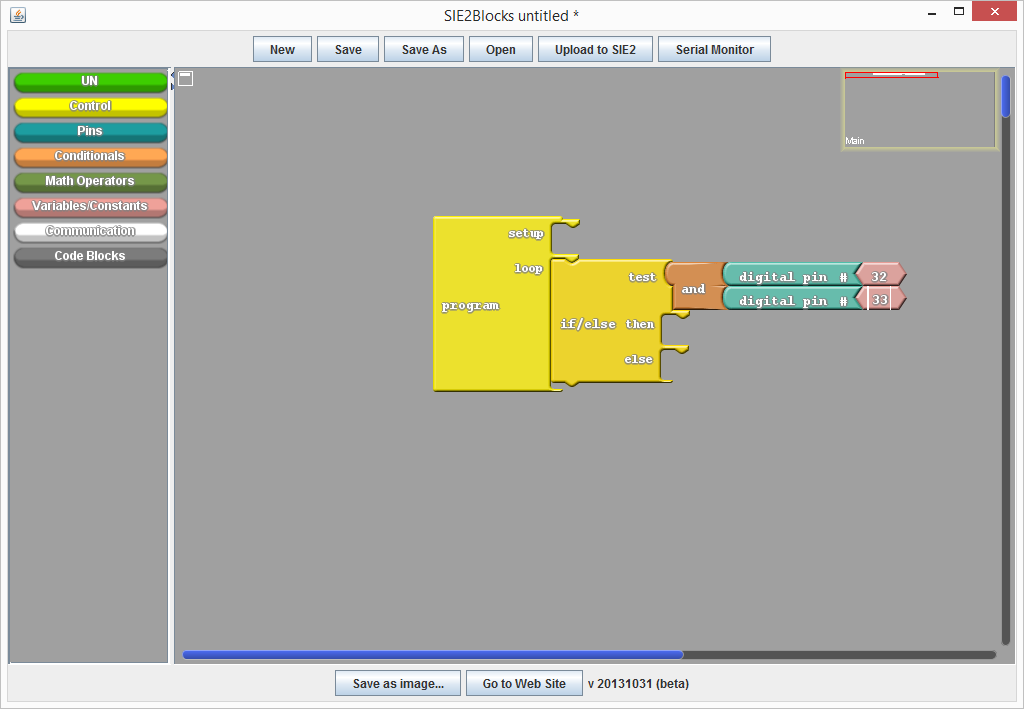 SIE2Blocks untitled *
New Save Save As Open Upload to SIE2 Serial Monitor
UN
Control
Pins
Conditionals
Math Operators
Variables/Constants
Communication
Code Blocks
Main
setup
loop
program
test
if/else then
else
and
digital pin # 32
digital pin # 33
Save as image... Go to Web Site v 20131031 (beta)